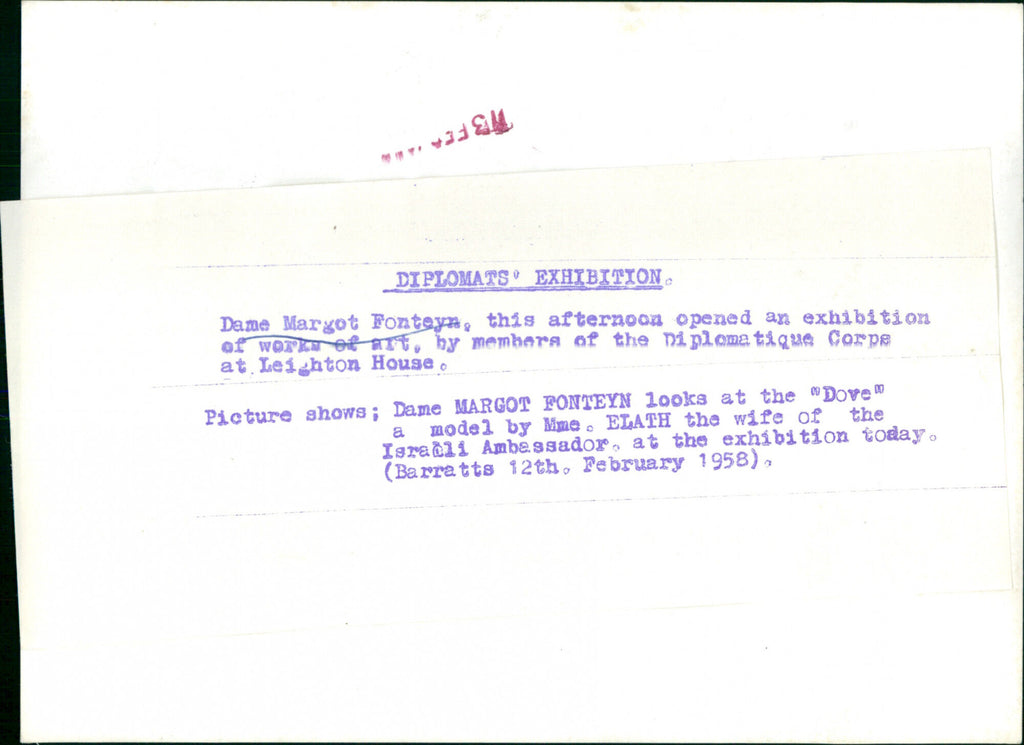 DIPLOMATS' EXHIBITION.
Dame Margot Fonteyn, this afternoon opened an exhibition
of works of art, by members of the Diplomatique Corps
at Leighton House.
Picture shows; Dame MARGOT FONTEYN looks at the "Dove"
a model by Mme. ELATH the wife of the
Israeli Ambassador. at the exhibition today.
(Barratts 12th. February 1958).